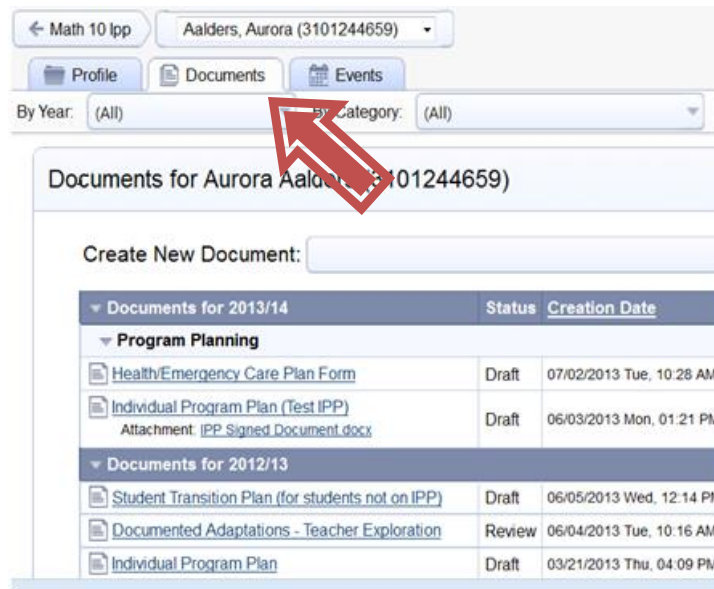 Math 10 Ipp
Aalders, Aurora (3101244659)
Profile Documents Events
By Year: (All) Category: (All)
Documents for Aurora 3101244659)
Create New Document:
Documents for 2013/14 Status Creation Date
Program Planning
Health/Emergency Care Plan Form Draft 07/02/2013 Tue, 10:28 AM
Individual Program Plan (Test IPP)
Attachment: IPP Signed Document.docx Draft 06/03/2013 Mon, 01:21 PM
Documents for 2012/13
Student Transition Plan (for students not on IPP) Draft 06/05/2013 Wed, 12:14 PM
Documented Adaptations - Teacher Exploration Review 06/04/2013 Tue, 10:16 AM
Individual Program Plan Draft 03/21/2013 Thu, 04:09 PM